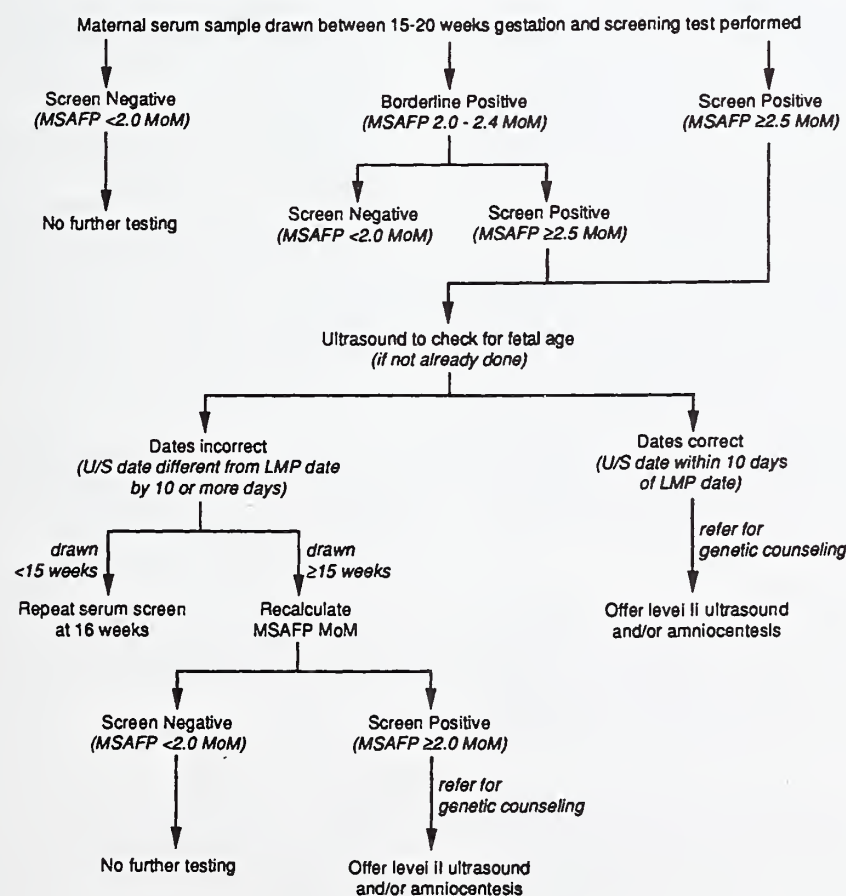 Maternal serum sample drawn between 15-20 weeks gestation and screening test performed
Screen Negative
(MSAFP <2.0 MoM)
Borderline Positive
(MSAFP 2.0 - 2.4 MoM)
Screen Positive
(MSAFP ≥2.5 MoM)
No further testing
Screen Negative
(MSAFP <2.0 MoM)
Screen Positive
(MSAFP ≥2.5 MoM)
Ultrasound to check for fetal age
(if not already done)
Dates incorrect
(U/S date different from LMP date
by 10 or more days)
Dates correct
(U/S date within 10 days
of LMP date)
drawn
<15 weeks
drawn
≥15 weeks
refer for
genetic counseling
Repeat serum screen
at 16 weeks
Recalculate
MSAFP MoM
Offer level II ultrasound
and/or amniocentesis
Screen Negative
(MSAFP <2.0 MoM)
Screen Positive
(MSAFP ≥2.0 MoM)
refer for
genetic counseling
No further testing
Offer level II ultrasound
and/or amniocentesis